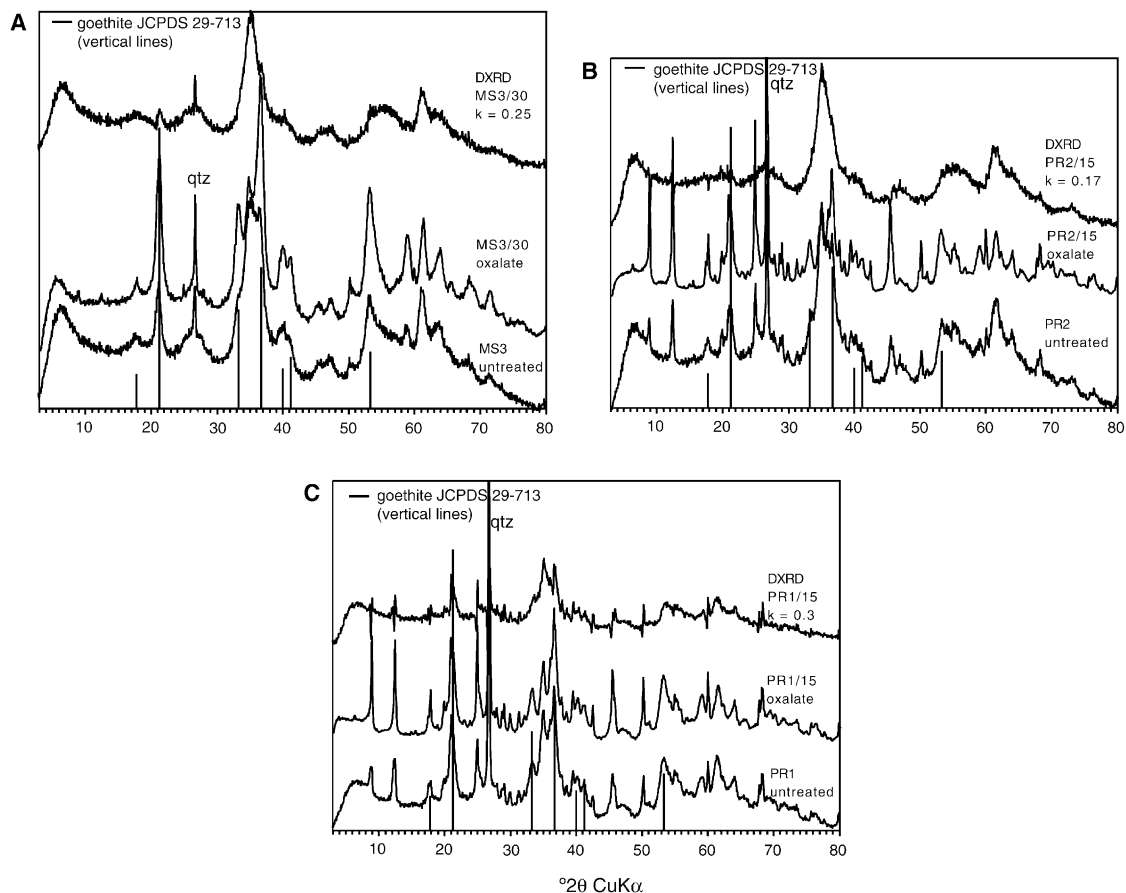 A
goethite JCPDS 29-713
(vertical lines)
DXRD
MS3/30
k = 0.25
qtz
MS3/30
oxalate
MS3
untreated
10 20 30 40 50 60 70 80
B
goethite JCPDS 29-713
(vertical lines)
qtz
DXRD
PR2/15
k = 0.17
PR2/15
oxalate
PR2
untreated
10 20 30 40 50 60 70 80
C
goethite JCPDS 29-713
(vertical lines)
qtz
DXRD
PR1/15
k = 0.3
PR1/15
oxalate
PR1
untreated
10 20 30 40 50 60 70 80
°2θ CuKα